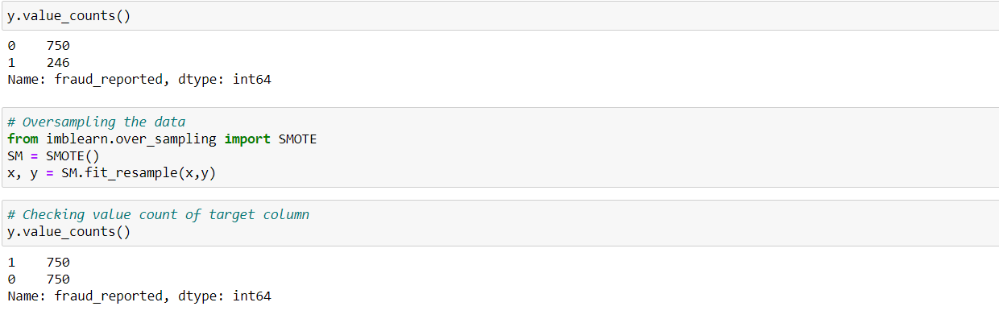 y.value_counts()
0    750
1    246
Name: fraud_reported, dtype: int64
# Oversampling the data
from imblearn.over_sampling import SMOTE
SM = SMOTE()
x, y = SM.fit_resample(x,y)
# Checking value count of target column
y.value_counts()
1    750
0    750
Name: fraud_reported, dtype: int64